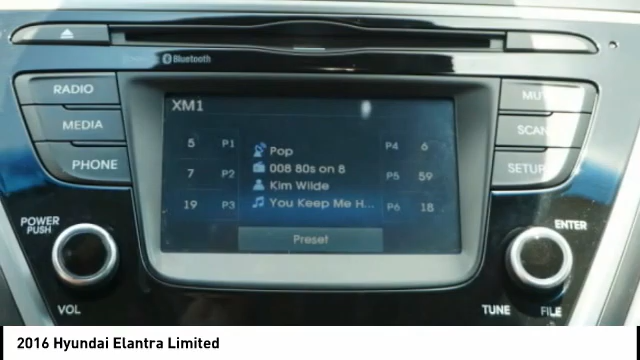 Bluetooth
RADIO
MEDIA
PHONE
XM1
5 P1
7 P2
19 P3
Pop
008 80s on 8
Kim Wilde
You Keep Me H...
P4 6
P5 59
P6 18
Preset
SCAN
SETUP
POWER
PUSH
VOL
ENTER
TUNE FILE
2016 Hyundai Elantra Limited